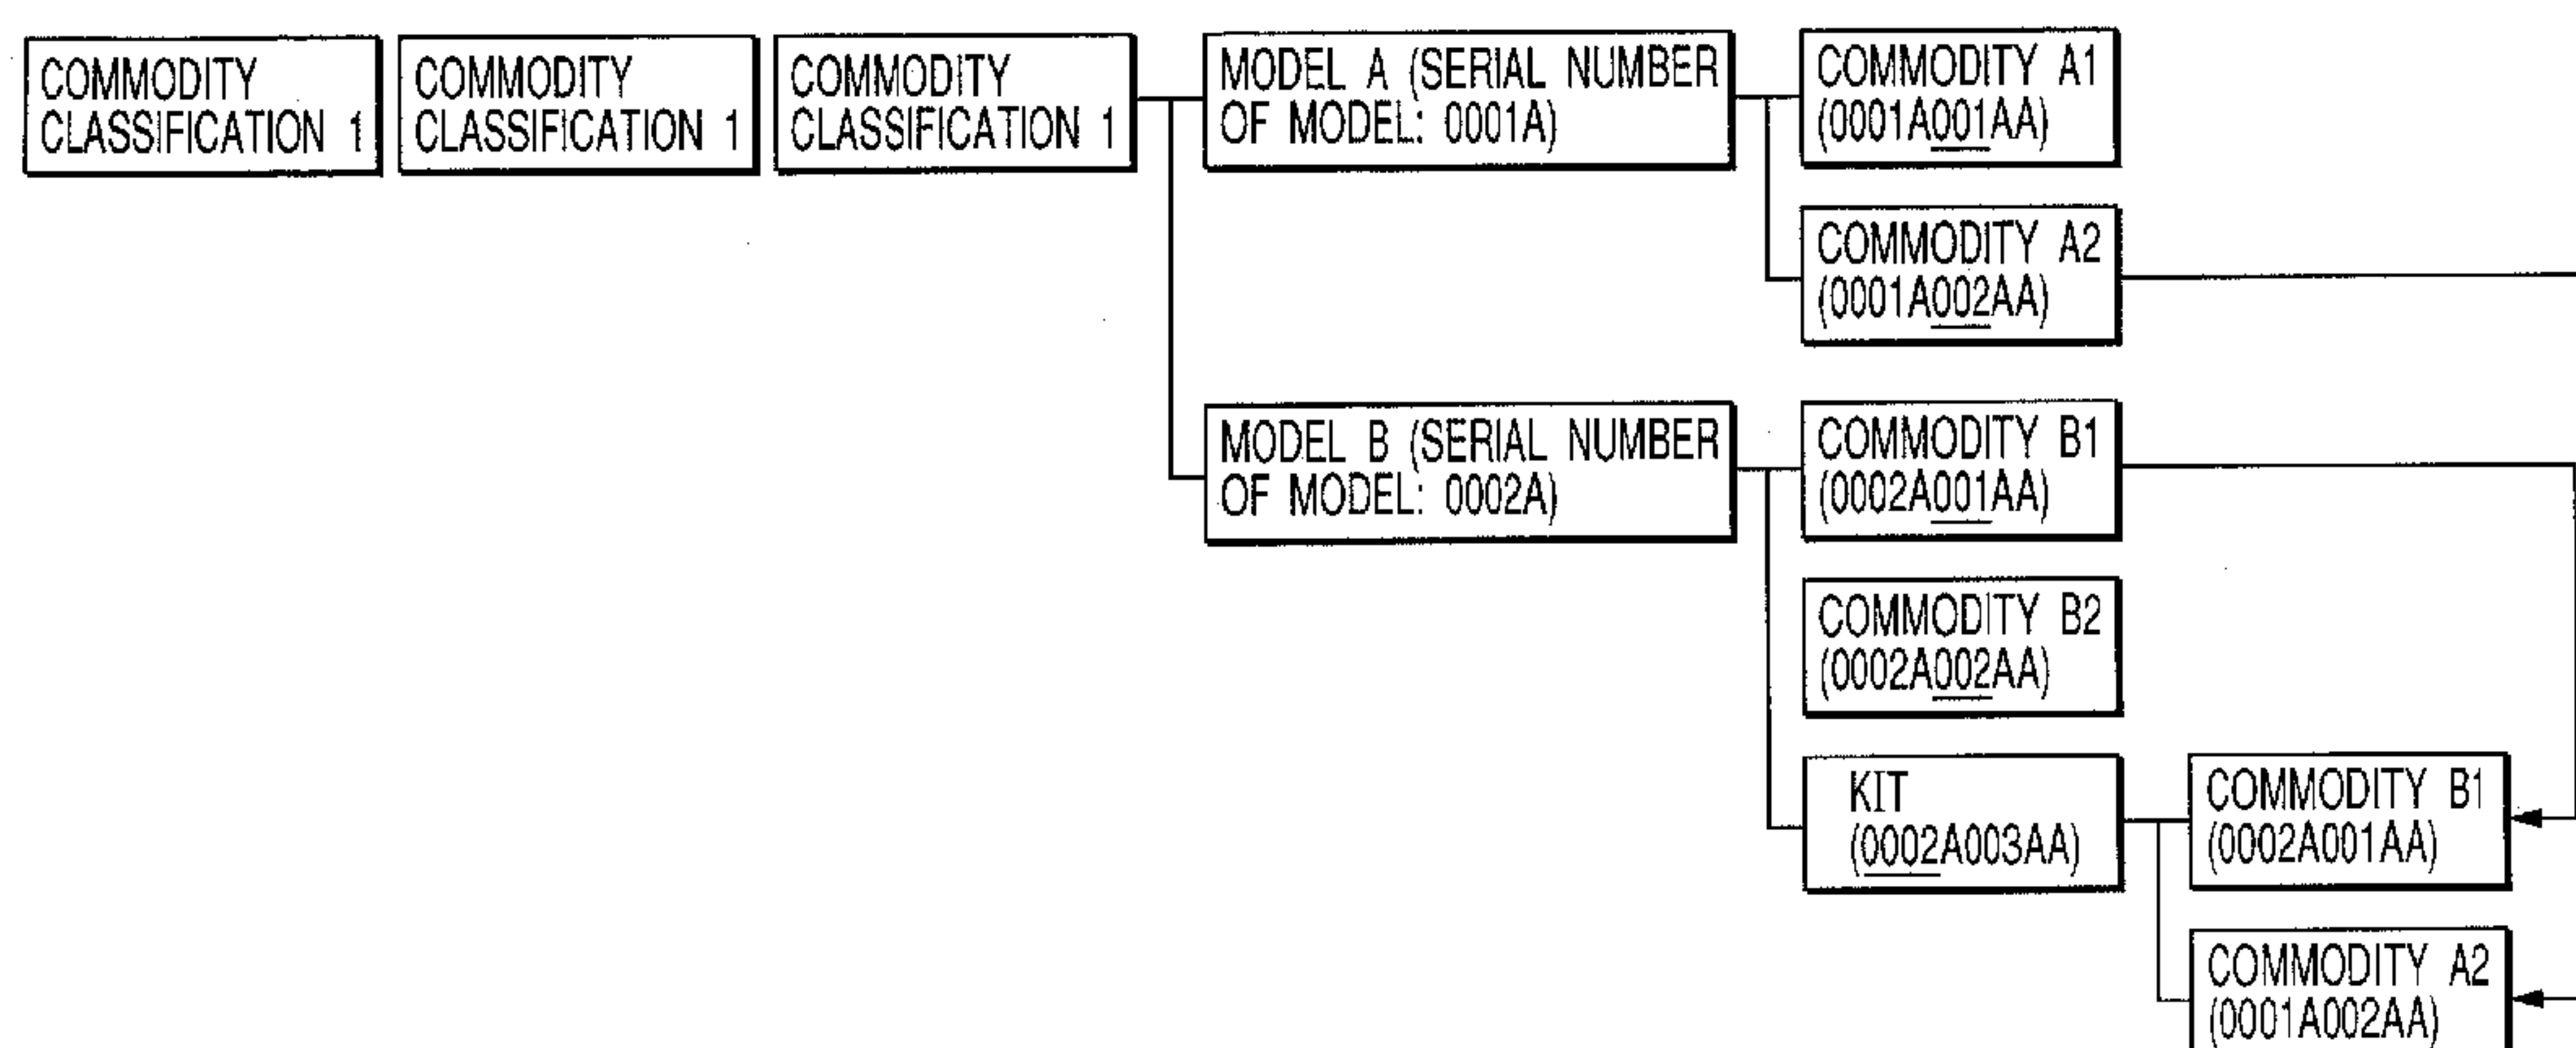 COMMODITY
CLASSIFICATION 1
COMMODITY
CLASSIFICATION 1
COMMODITY
CLASSIFICATION 1
MODEL A (SERIAL NUMBER
OF MODEL: 0001A)
COMMODITY A1
(0001A001AA)
COMMODITY A2
(0001A002AA)
MODEL B (SERIAL NUMBER
OF MODEL: 0002A)
COMMODITY B1
(0002A001AA)
COMMODITY B2
(0002A002AA)
KIT
(0002A003AA)
COMMODITY B1
(0002A001AA)
COMMODITY A2
(0001A002AA)